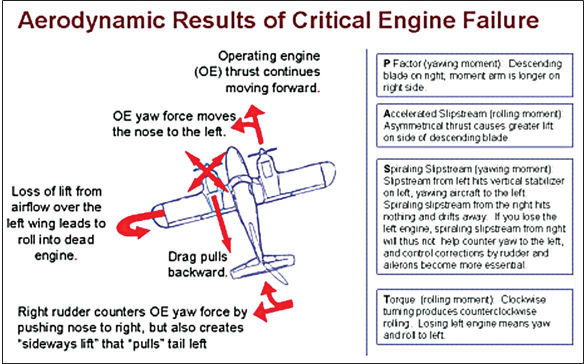 Aerodynamic Results of Critical Engine Failure
Operating engine
(OE) thrust continues
moving forward.
OE yaw force moves
the nose to the left.
Loss of lift from
airflow over the
left wing leads to
roll into dead
engine.
Drag pulls
backward.
Right rudder counters OE yaw force by
pushing nose to right, but also creates
"sideways lift" that "pulls" tail left
P Factor (yawing moment): Descending
blade on right; moment arm is longer on
right side.
Accelerated Slipstream (rolling moment):
Asymmetrical thrust causes greater lift
on side of descending blade
Spiraling Slipstream (yawing moment):
Slipstream from left hits vertical stabilizer
on left, yawing aircraft to the left.
Spiraling slipstream from the right hits
nothing and drifts away. If you lose the
left engine, spiraling slipstream from right
will thus not help counter yaw to the left,
and control corrections by rudder and
ailerons become more essential.
Torque (rolling moment): Clockwise
turning produces counterclockwise
rolling. Losing left engine means yaw
and roll to left.